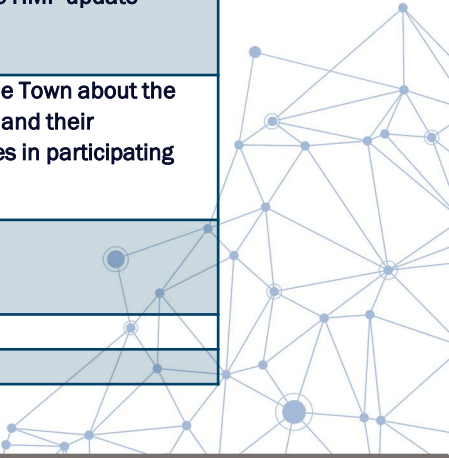 HMP update
e Town about the
and their
es in participating